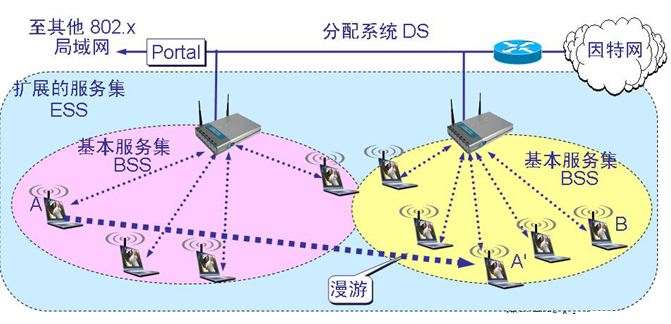 至其他 802.x
局域网
Portal
分配系统 DS
因特网
扩展的服务集
ESS
基本服务集
BSS
基本服务集
BSS
A
B
A'
漫游